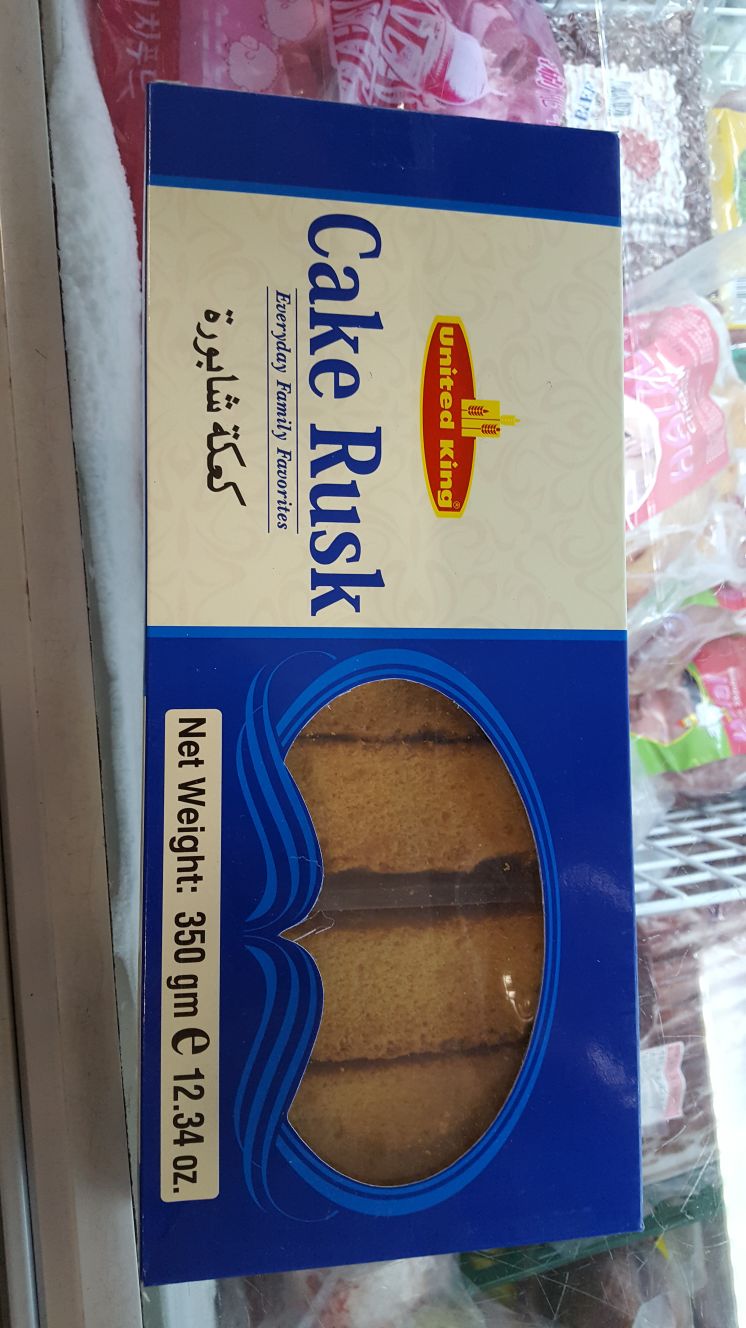 United King®
Cake Rusk
Everyday Family Favorites
كعكة شابورة
Net Weight: 350 gm ℮ 12.34 oz.